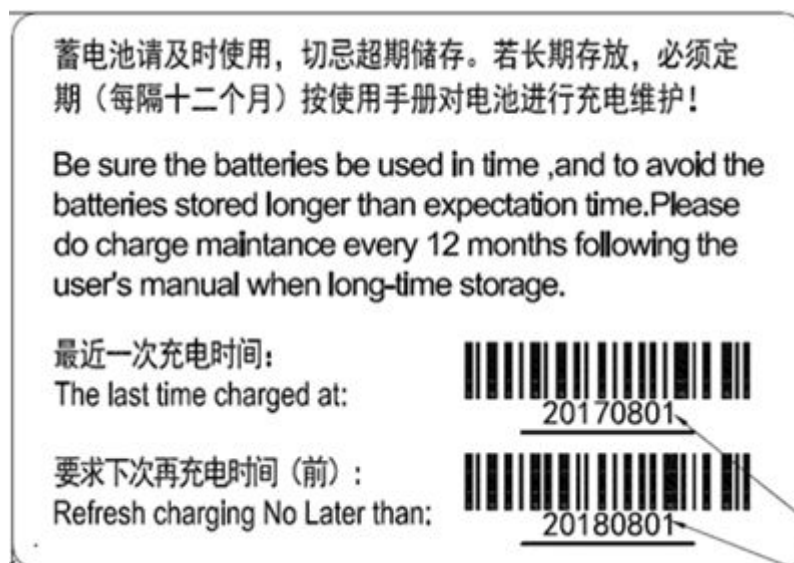 蓄电池请及时使用，切忌超期储存。若长期存放，必须定
期（每隔十二个月）按使用手册对电池进行充电维护！
Be sure the batteries be used in time ,and to avoid the
batteries stored longer than expectation time.Please
do charge maintance every 12 months following the
user's manual when long-time storage.
最近一次充电时间：
The last time charged at:
20170801
要求下次再充电时间（前）：
Refresh charging No Later than:
20180801